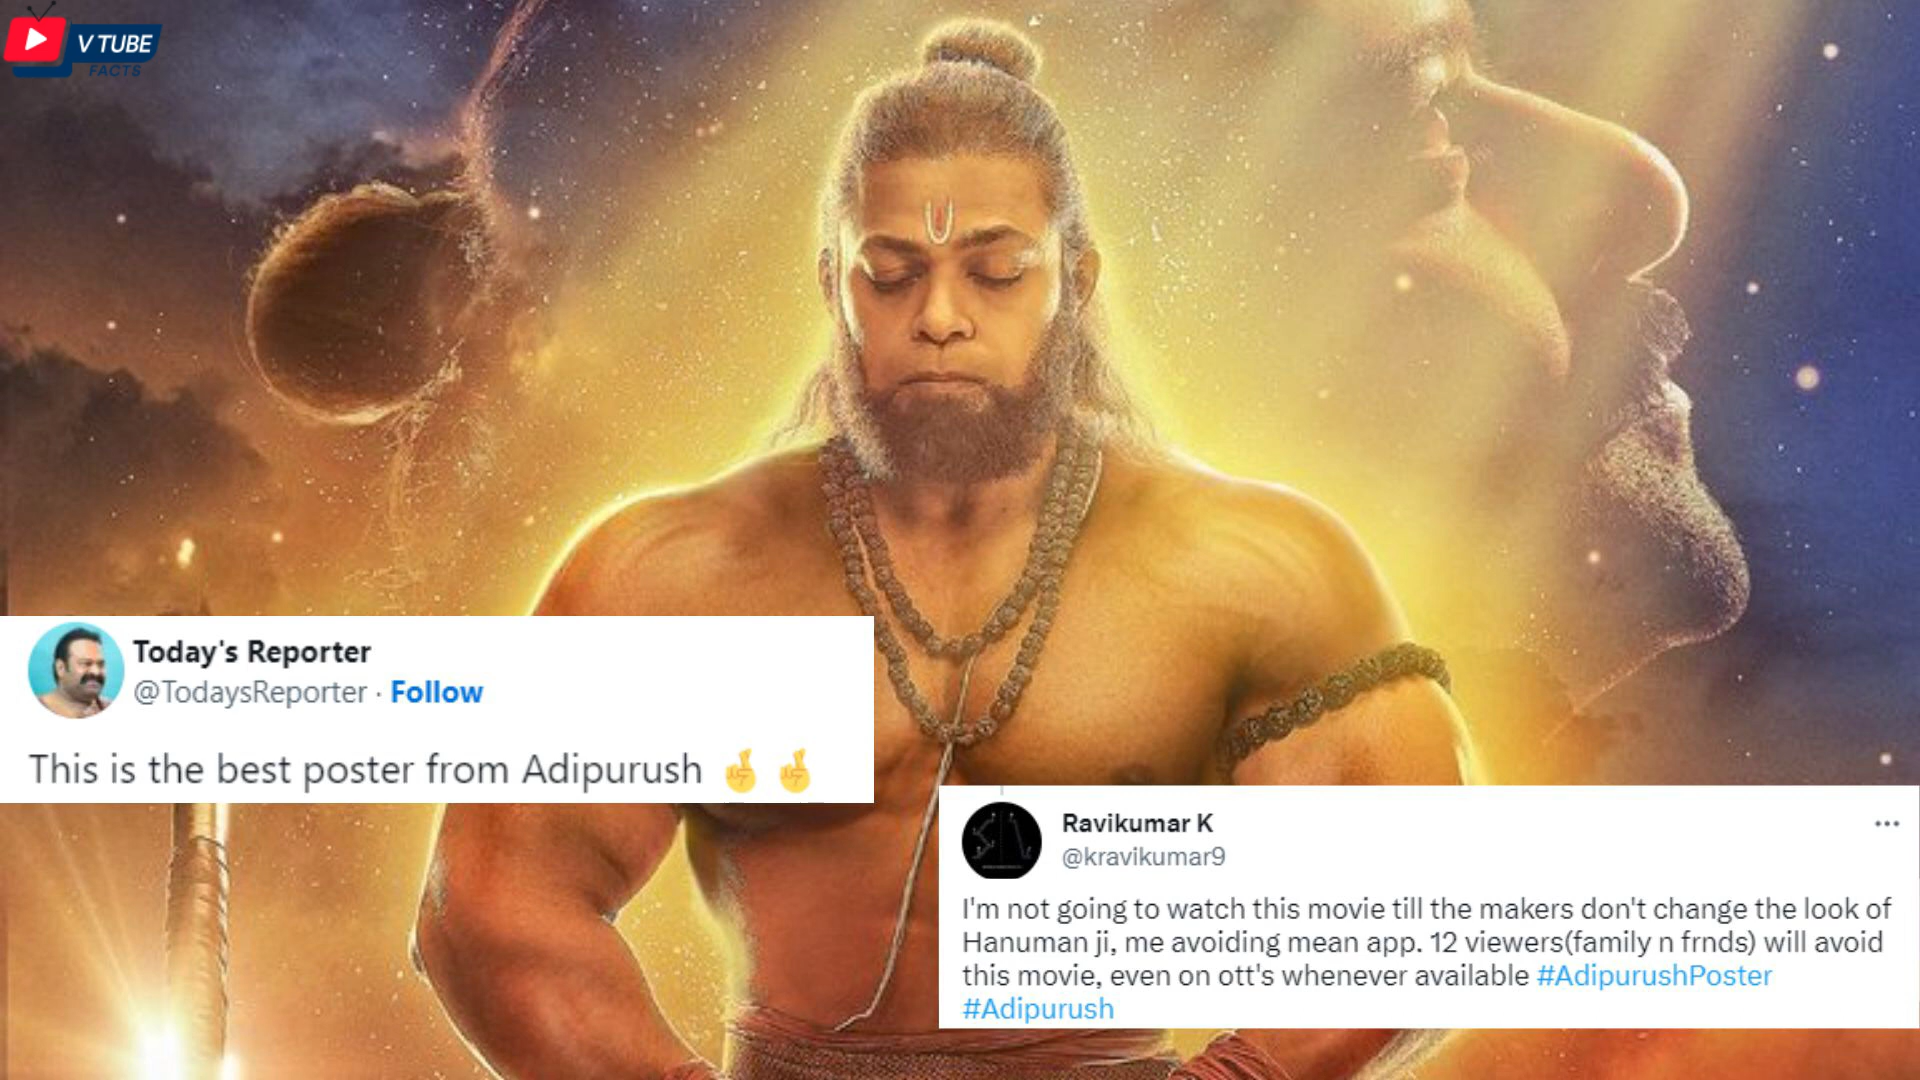 V TUBE
FACTS
Today's Reporter
@TodaysReporter · Follow
This is the best poster from Adipurush 🤞 🤞
Ravikumar K
@kravikumar9
I'm not going to watch this movie till the makers don't change the look of
Hanuman ji, me avoiding mean app. 12 viewers(family n frnds) will avoid
this movie, even on ott's whenever available #AdipurushPoster
#Adipurush